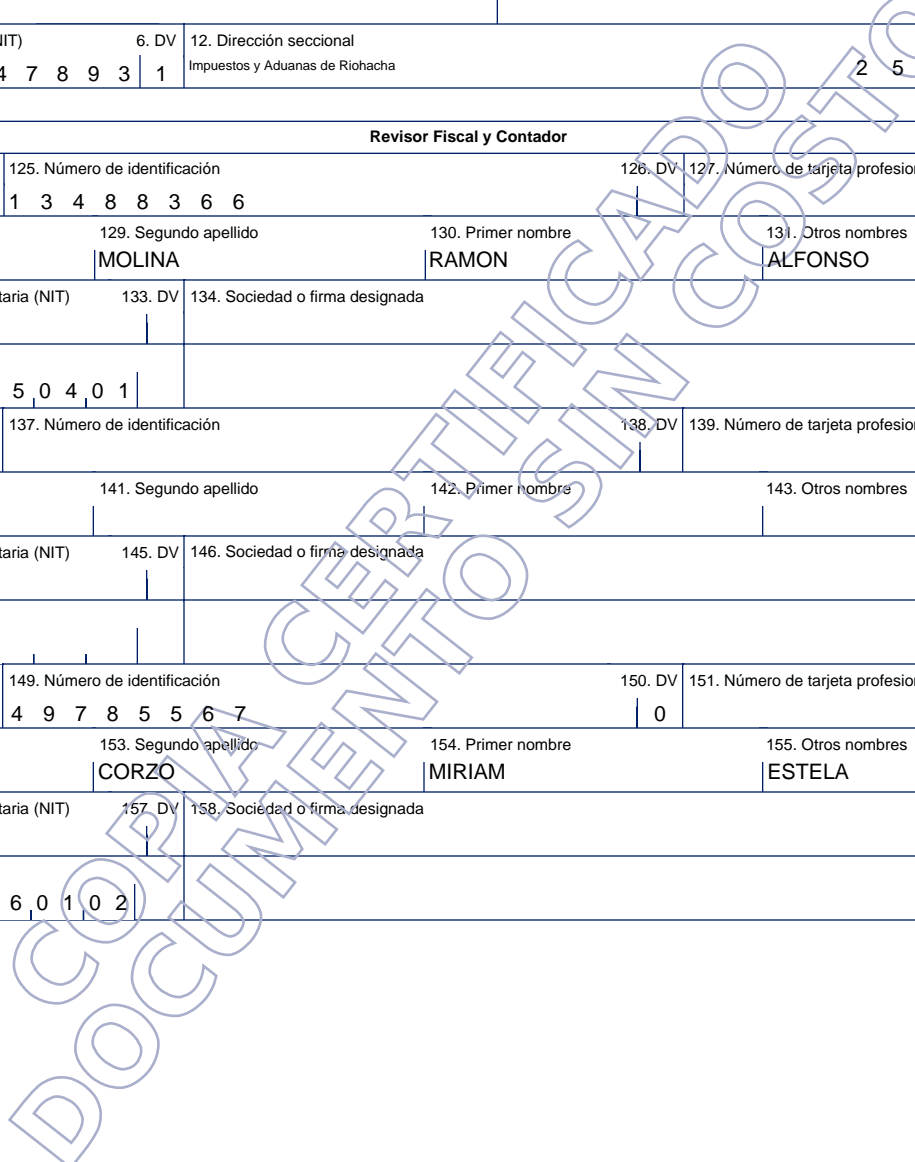 NIT) 6. DV 12. Dirección seccional
4 7 8 9 3 1 Impuestos y Aduanas de Riohacha 2 5
Revisor Fiscal y Contador
125. Número de identificación 126. DV 127. Número de tarjeta profesion
1 3 4 8 8 3 6 6
129. Segundo apellido 130. Primer nombre 131. Otros nombres
MOLINA RAMON ALFONSO
taria (NIT) 133. DV 134. Sociedad o firma designada
5 0 4 0 1
137. Número de identificación 138. DV 139. Número de tarjeta profesion
141. Segundo apellido 142. Primer nombre 143. Otros nombres
taria (NIT) 145. DV 146. Sociedad o firma designada
149. Número de identificación 150. DV 151. Número de tarjeta profesion
4 9 7 8 5 5 6 7 0
153. Segundo apellido 154. Primer nombre 155. Otros nombres
CORZO MIRIAM ESTELA
taria (NIT) 157. DV 158. Sociedad o firma designada
6 0 1 0 2
COPIA CERTIFICADO
DOCUMENTO SIN COSTO